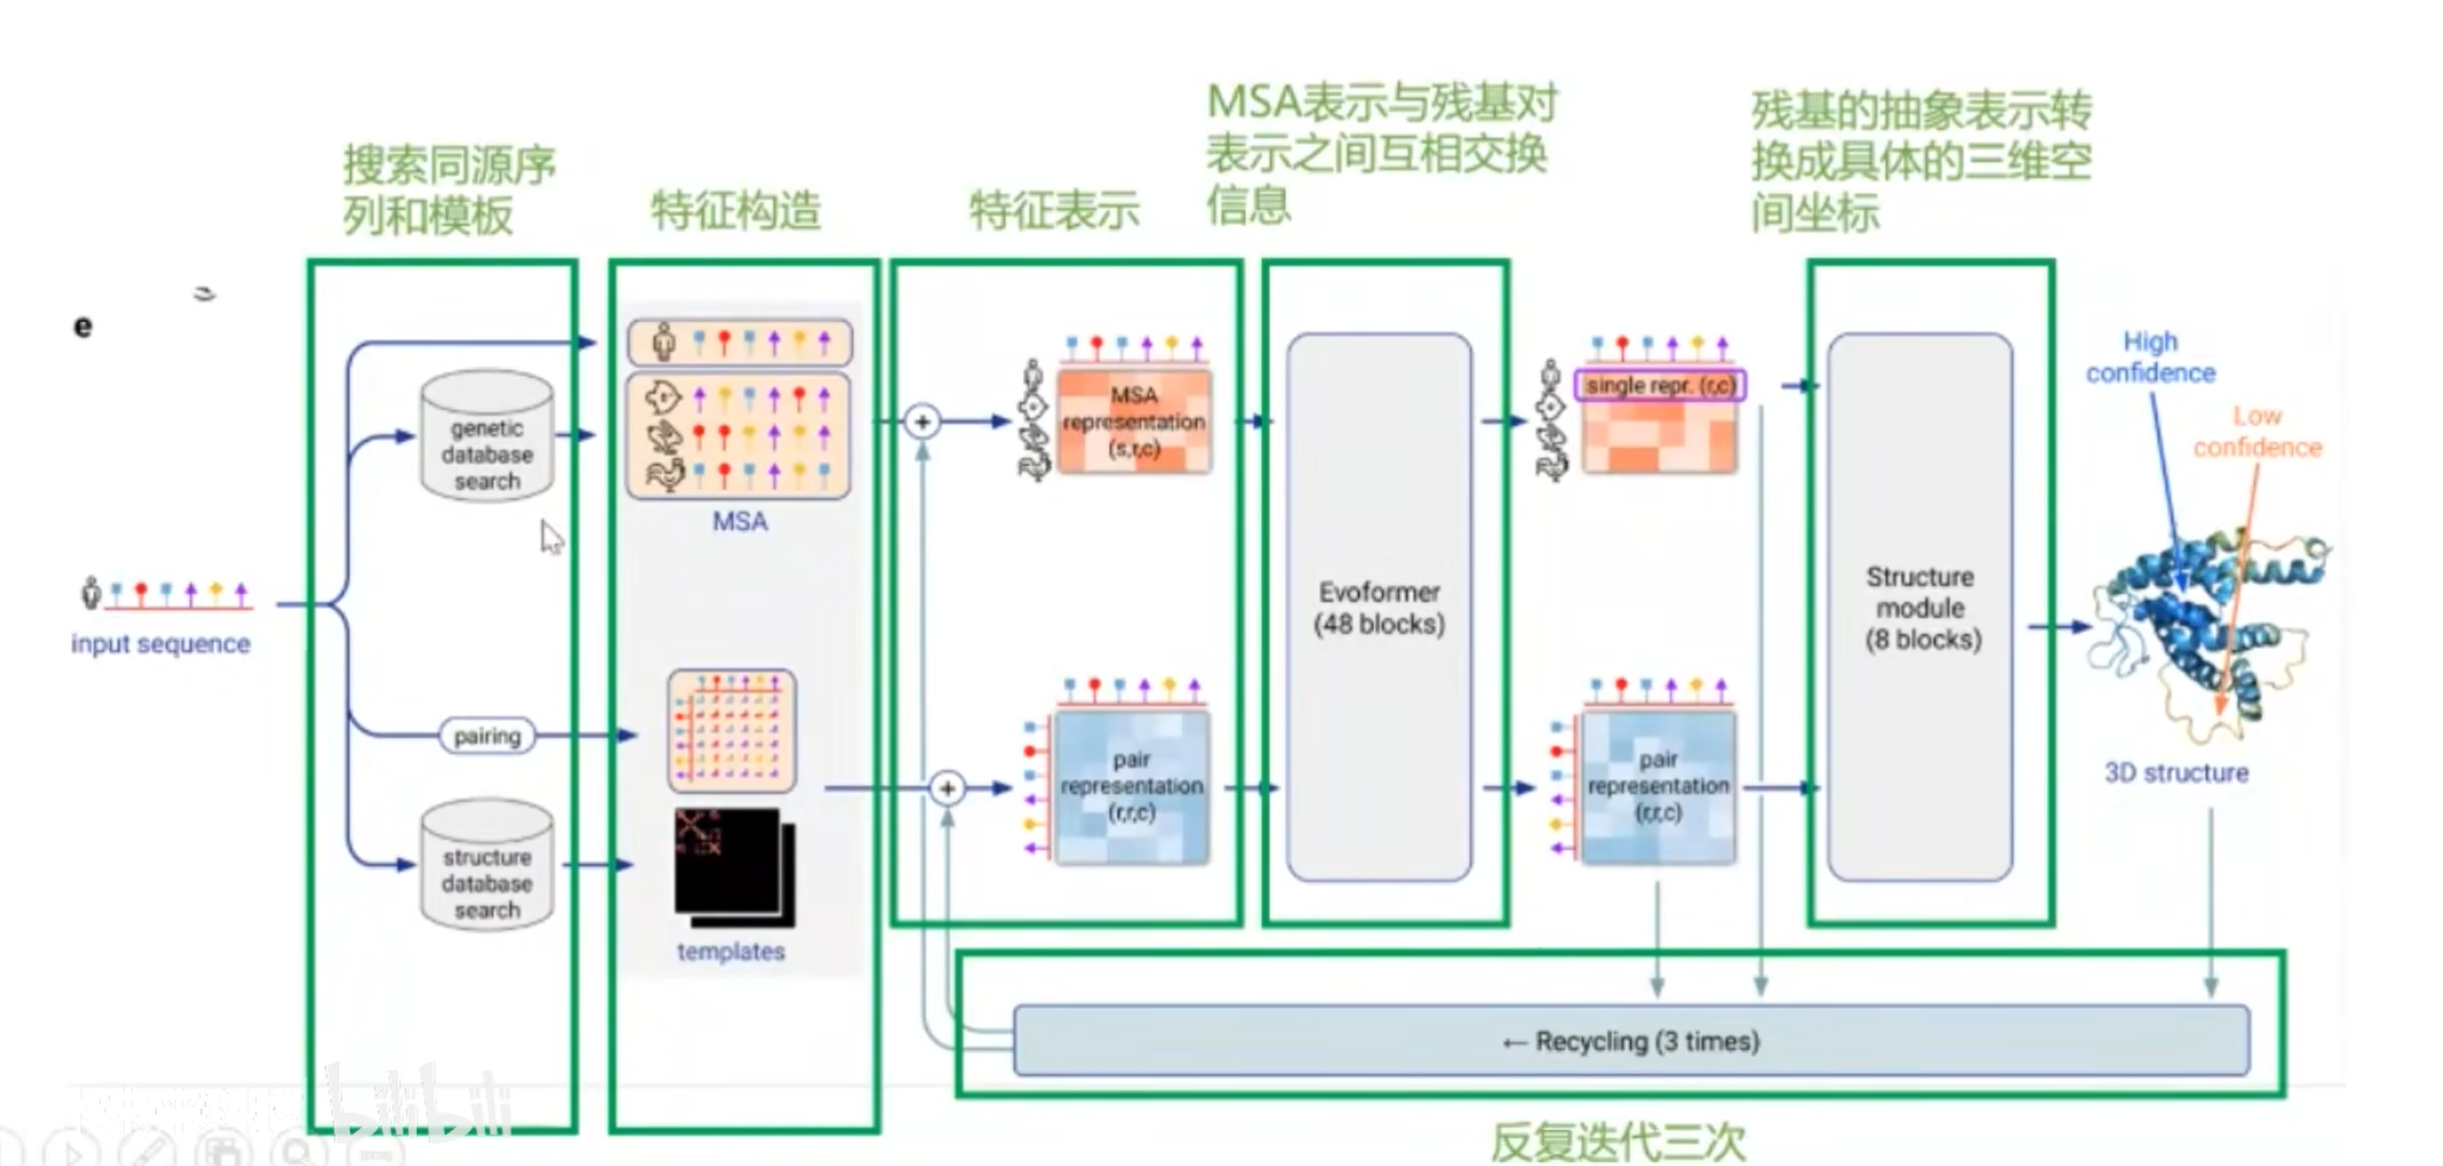 搜索同源序
列和模板
特征构造
特征表示
MSA表示与残基对
表示之间互相交换
信息
残基的抽象表示转
换成具体的三维空
间坐标
e
input sequence
genetic
database
search
pairing
structure
database
search
MSA
templates
+
+
MSA
representation
(s,r,c)
pair
representation
(r,r,c)
Evoformer
(48 blocks)
single repr. (r,c)
pair
representation
(r,r,c)
Structure
module
(8 blocks)
High
confidence
Low
confidence
3D structure
← Recycling (3 times)
反复迭代三次
bilibili